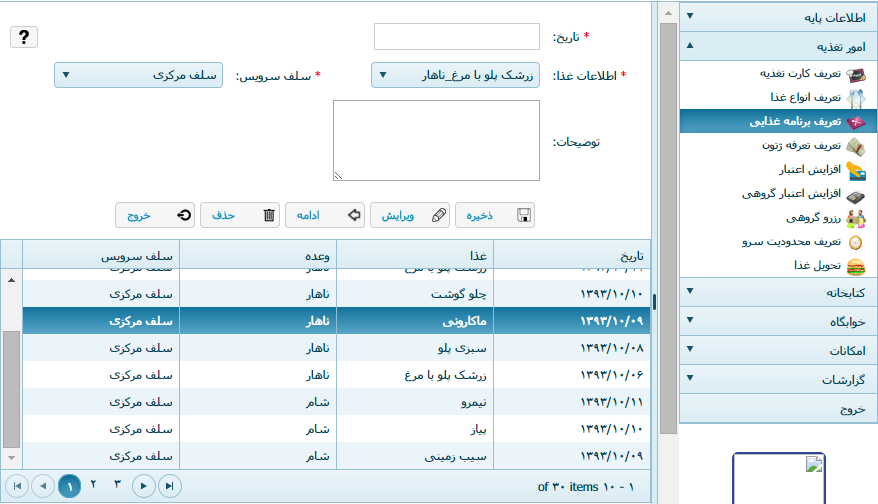 اطلاعات پایه
امور تغذیه
تعریف کارت تغذیه
تعریف انواع غذا
تعریف برنامه غذایی
تعریف تعرفه ژتون
افزایش اعتبار
افزایش اعتبار گروهی
رزرو گروهی
تعریف محدودیت سرو
تحویل غذا
کتابخانه
خوابگاه
امکانات
گزارشات
خروج
?
* تاریخ:
* اطلاعات غذا: زرشک پلو با مرغ_ناهار * سلف سرویس: سلف مرکزی
توضیحات:
ذخیره ویرایش ادامه حذف خروج
تاریخ غذا وعده سلف سرویس
زرشک پلو با مرغ ناهار سلف مرکزی
۱۳۹۳/۱۰/۱۰ چلو گوشت ناهار سلف مرکزی
۱۳۹۳/۱۰/۰۹ ماکارونی ناهار سلف مرکزی
۱۳۹۳/۱۰/۰۸ سبزی پلو ناهار سلف مرکزی
۱۳۹۳/۱۰/۰۶ زرشک پلو با مرغ ناهار سلف مرکزی
۱۳۹۳/۱۰/۱۱ نیمرو شام سلف مرکزی
۱۳۹۳/۱۰/۱۰ پیاز شام سلف مرکزی
۱۳۹۳/۱۰/۰۹ سیب زمینی شام سلف مرکزی
۱ ۲ ۳
۱ - ۱۰ of ۳۰ items